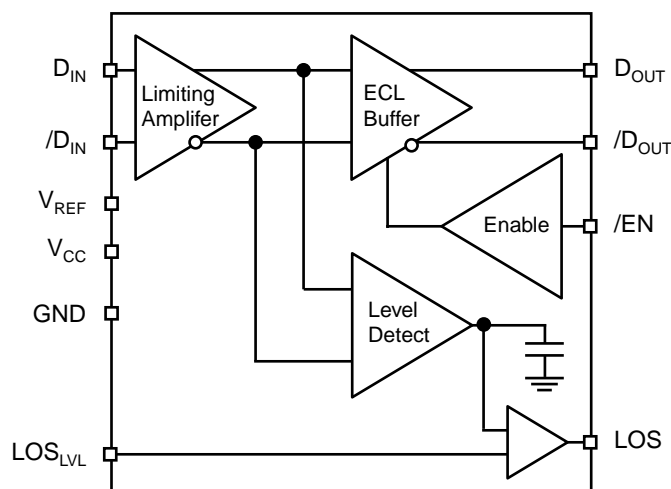 D_IN
Limiting
Amplifer
ECL
Buffer
D_OUT
/D_IN
/D_OUT
V_REF
Enable
/EN
V_CC
GND
Level
Detect
LOS_LVL
LOS